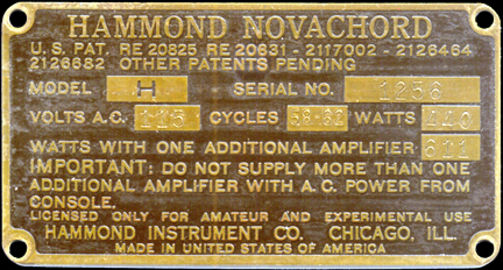 HAMMOND NOVACHORD
U.S. PAT. RE 20825 RE 20631 - 2117002 - 2126464
2126682 OTHER PATENTS PENDING
MODEL H SERIAL NO. 1256
VOLTS A.C. 115 CYCLES WATTS 440
WATTS WITH ONE ADDITIONAL AMPLIFIER 611
IMPORTANT: DO NOT SUPPLY MORE THAN ONE
ADDITIONAL AMPLIFIER WITH A.C. POWER FROM
CONSOLE.
LICENSED ONLY FOR AMATEUR AND EXPERIMENTAL USE
HAMMOND INSTRUMENT CO. CHICAGO, ILL.
MADE IN UNITED STATES OF AMERICA